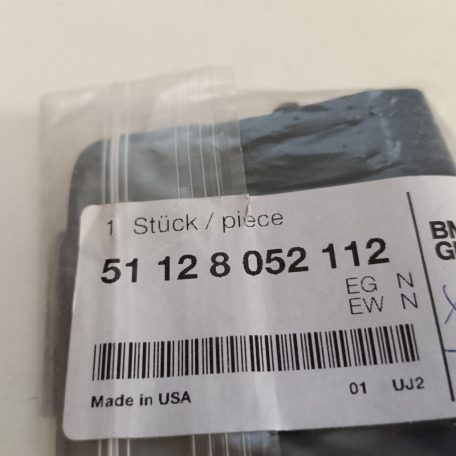 1 Stück / piece
51 12 8 052 112
EG N
EW N
Made in USA 01 UJ2